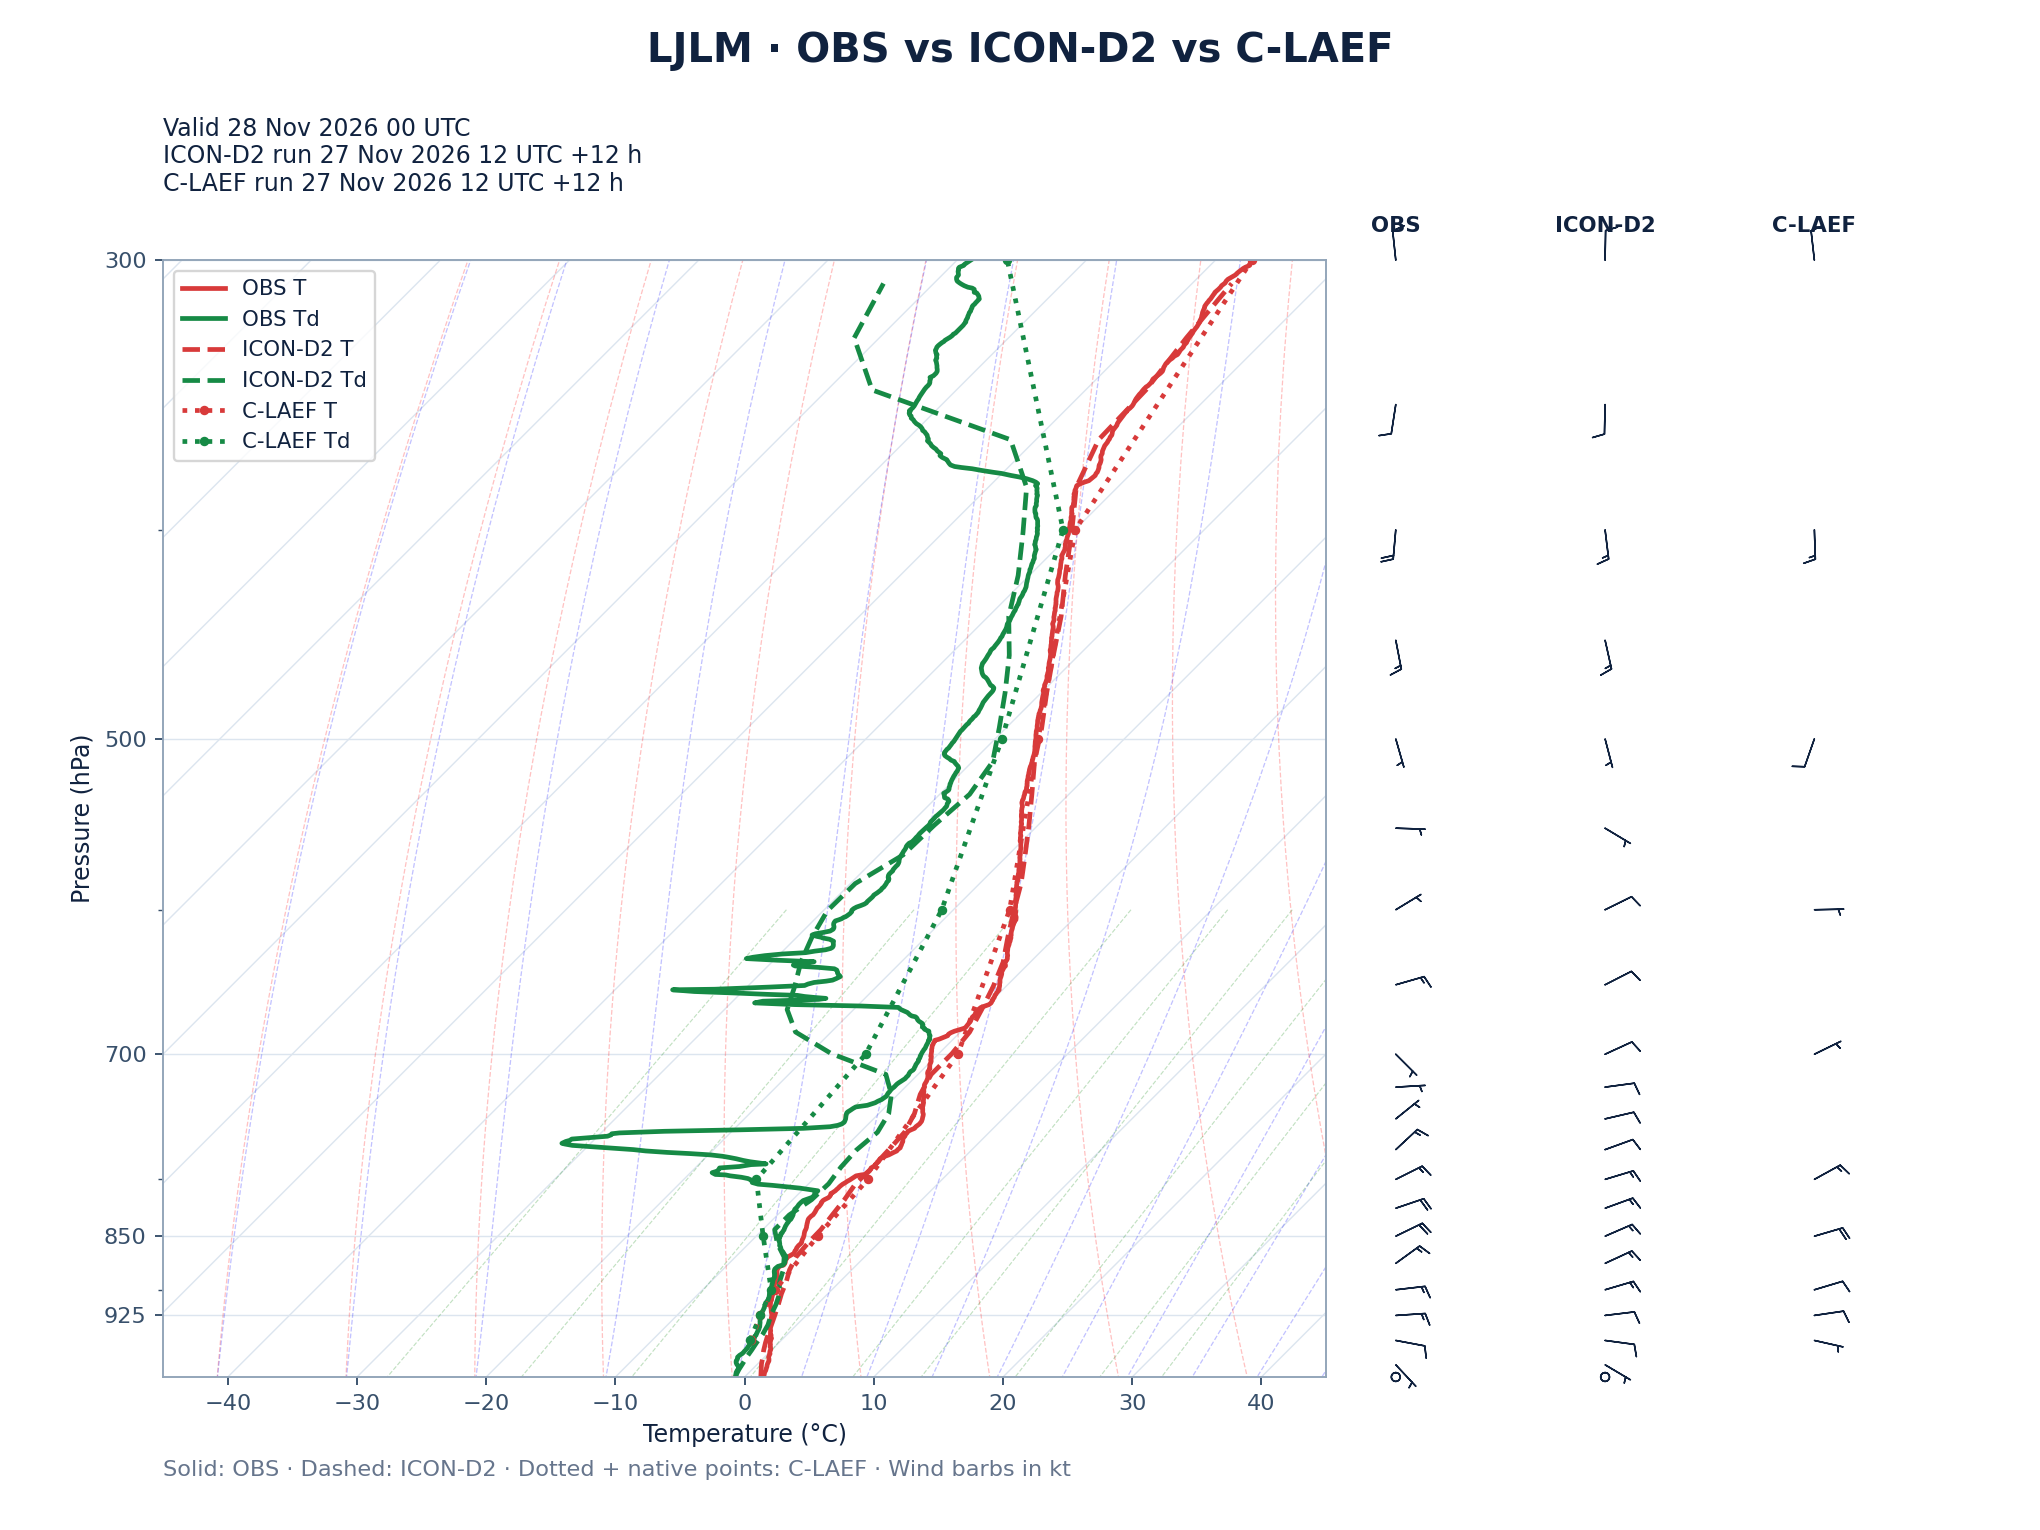 LJLM · OBS vs ICON-D2 vs C-LAEF
Valid 28 Nov 2026 00 UTC
ICON-D2 run 27 Nov 2026 12 UTC +12 h
C-LAEF run 27 Nov 2026 12 UTC +12 h
OBS
ICON-D2
C-LAEF
OBS T
OBS Td
ICON-D2 T
ICON-D2 Td
C-LAEF T
C-LAEF Td
Pressure (hPa)
300
500
700
850
925
−40
−30
−20
−10
0
10
20
30
40
Temperature (°C)
Solid: OBS · Dashed: ICON-D2 · Dotted + native points: C-LAEF · Wind barbs in kt